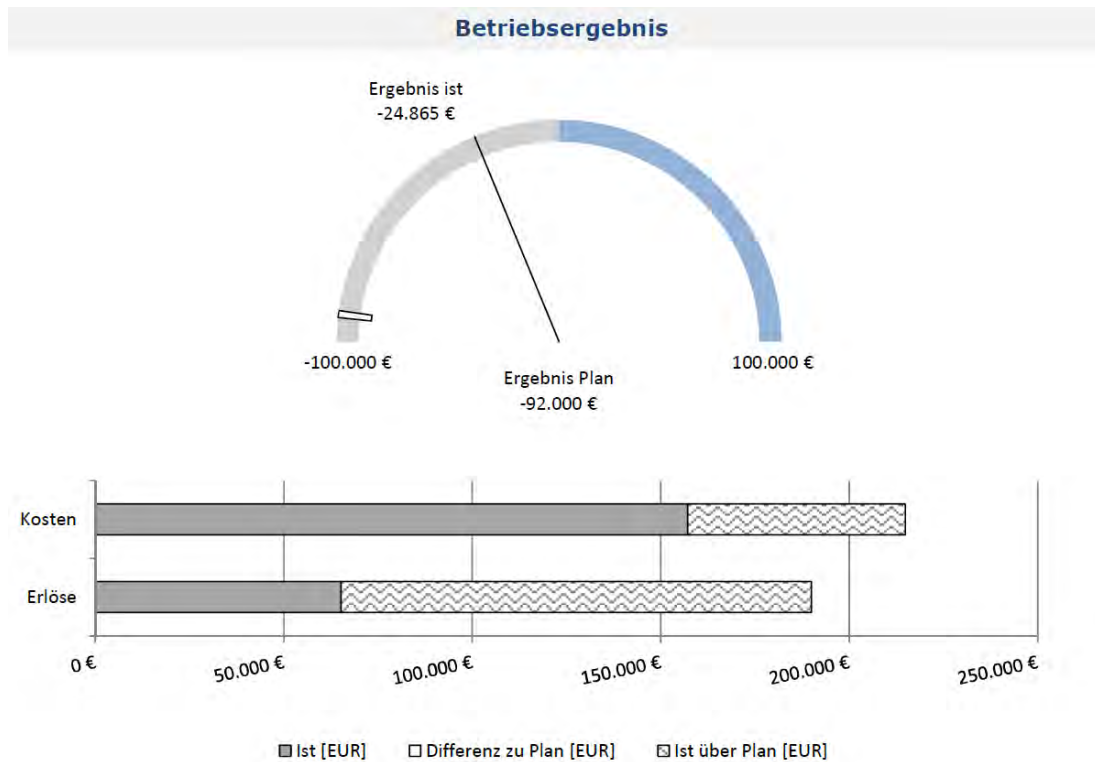 Betriebsergebnis
Ergebnis ist
-24.865 €
-100.000 €
100.000 €
Ergebnis Plan
-92.000 €
Kosten
Erlöse
0 €
50.000 €
100.000 €
150.000 €
200.000 €
250.000 €
Ist [EUR]
Differenz zu Plan [EUR]
Ist über Plan [EUR]